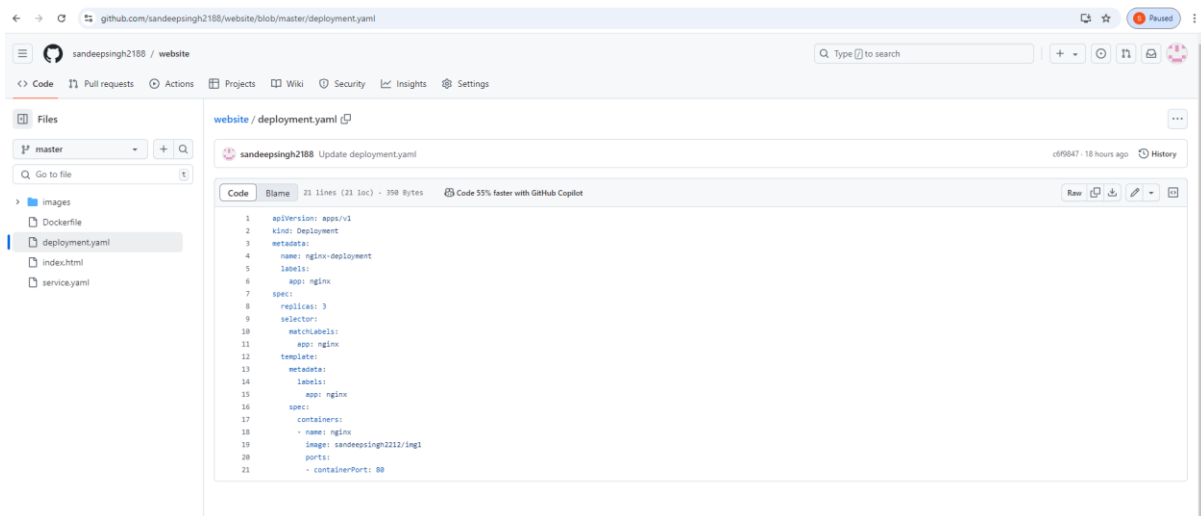 github.com/sandeepsingh2188/website/blob/master/deployment.yaml
S Paused
sandeepsingh2188 / website
Type / to search
<> Code Pull requests Actions Projects Wiki Security Insights Settings
Files
master
Go to file t
images
Dockerfile
deployment.yaml
index.html
service.yaml
website / deployment.yaml
sandeepsingh2188 Update deployment.yaml c6f9847 · 18 hours ago History
Code Blame 21 lines (21 loc) · 350 Bytes Code 55% faster with GitHub Copilot Raw
1 apiVersion: apps/v1
2 kind: Deployment
3 metadata:
4   name: nginx-deployment
5   labels:
6     app: nginx
7 spec:
8   replicas: 3
9   selector:
10     matchLabels:
11       app: nginx
12   template:
13     metadata:
14       labels:
15         app: nginx
16     spec:
17       containers:
18       - name: nginx
19         image: sandeepsingh2212/img1
20         ports:
21         - containerPort: 80